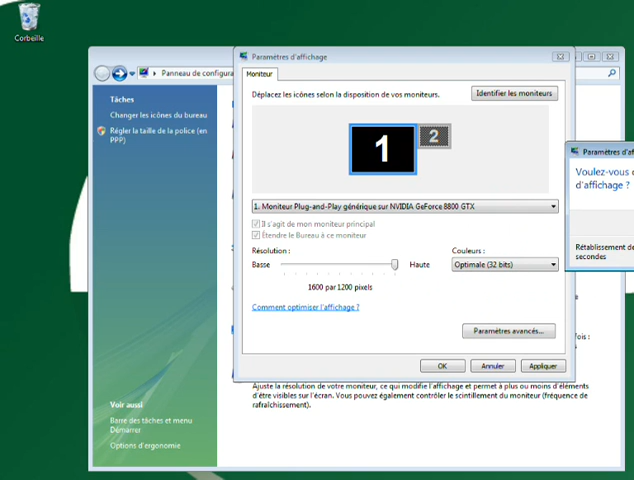 Corbeille
Panneau de configura
Tâches
Changer les icônes du bureau
Régler la taille de la police (en
PPP)
Voir aussi
Barre des tâches et menu
Démarrer
Options d'ergonomie
Paramètres d'affichage
Moniteur
Déplacez les icônes selon la disposition de vos moniteurs.
Identifier les moniteurs
1
2
1. Moniteur Plug-and-Play générique sur NVIDIA GeForce 8800 GTX
Il s'agit de mon moniteur principal
Étendre le Bureau à ce moniteur
Résolution :
Basse
Haute
1600 par 1200 pixels
Couleurs :
Optimale (32 bits)
Comment optimiser l'affichage ?
Paramètres avancés...
OK
Annuler
Appliquer
Paramètres d'aff
Voulez-vous
d'affichage ?
Rétablissement de
secondes
fois :
Ajuste la résolution de votre moniteur, ce qui modifie l'affichage et permet à plus ou moins d'éléments
d'être visibles sur l'écran. Vous pouvez également contrôler le scintillement du moniteur (fréquence de
rafraîchissement).